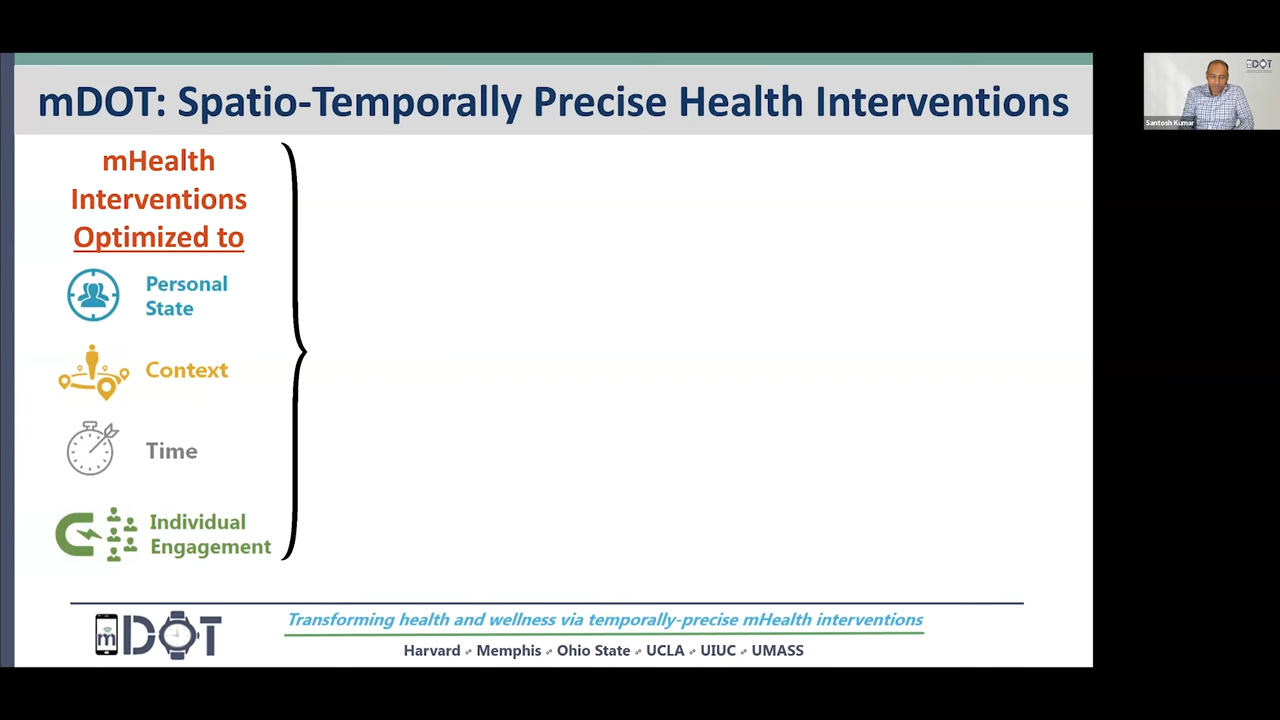 mDOT: Spatio-Temporally Precise Health Interventions
mHealth
Interventions
Optimized to
Personal
State
Context
Time
Individual
Engagement
mDOT
Transforming health and wellness via temporally-precise mHealth interventions
Harvard Memphis Ohio State UCLA UIUC UMASS
mDOT
Santosh Kumar